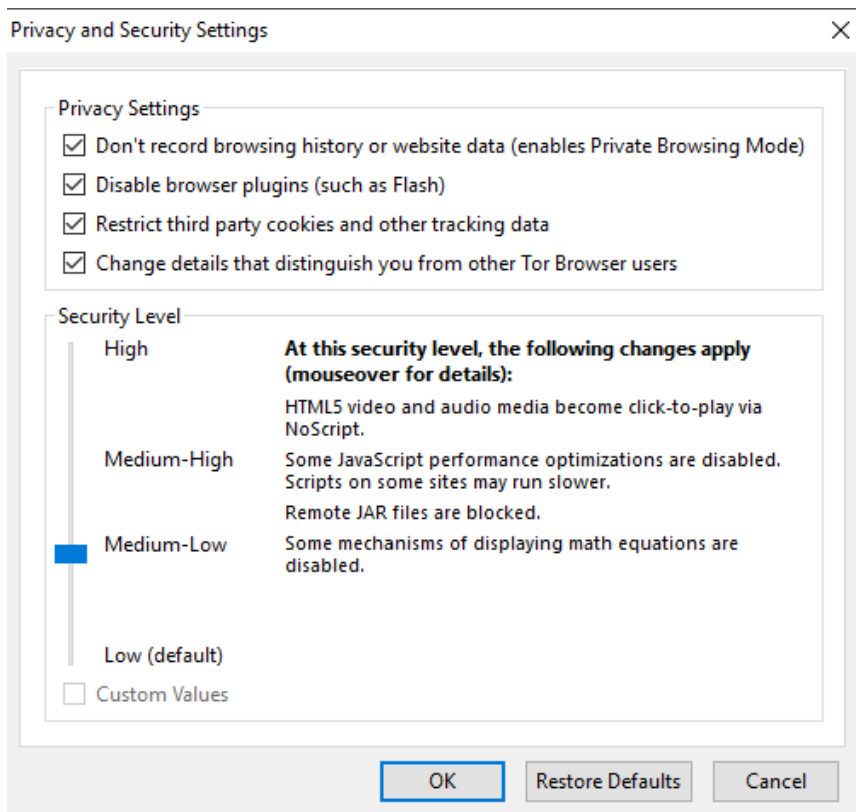 Privacy and Security Settings
Privacy Settings
Don't record browsing history or website data (enables Private Browsing Mode)
Disable browser plugins (such as Flash)
Restrict third party cookies and other tracking data
Change details that distinguish you from other Tor Browser users
Security Level
High
At this security level, the following changes apply
(mouseover for details):
HTML5 video and audio media become click-to-play via
NoScript.
Medium-High
Some JavaScript performance optimizations are disabled.
Scripts on some sites may run slower.
Remote JAR files are blocked.
Medium-Low
Some mechanisms of displaying math equations are
disabled.
Low (default)
Custom Values
OK
Restore Defaults
Cancel